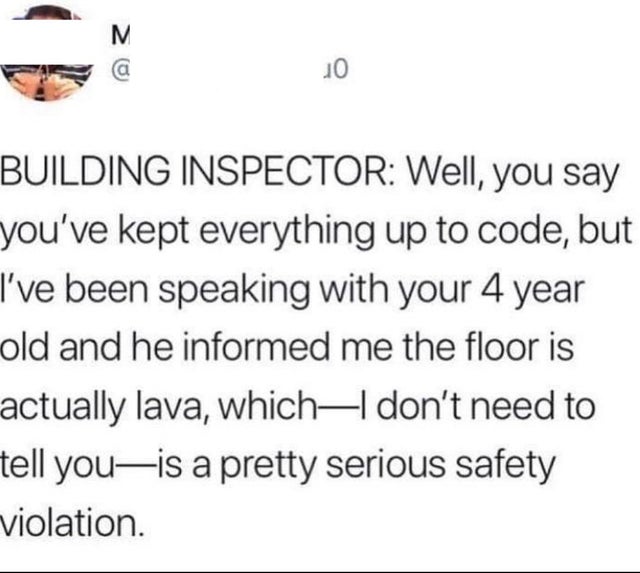 M
@
BUILDING INSPECTOR: Well, you say
you've kept everything up to code, but
I've been speaking with your 4 year
old and he informed me the floor is
actually lava, which—I don't need to
tell you—is a pretty serious safety
violation.